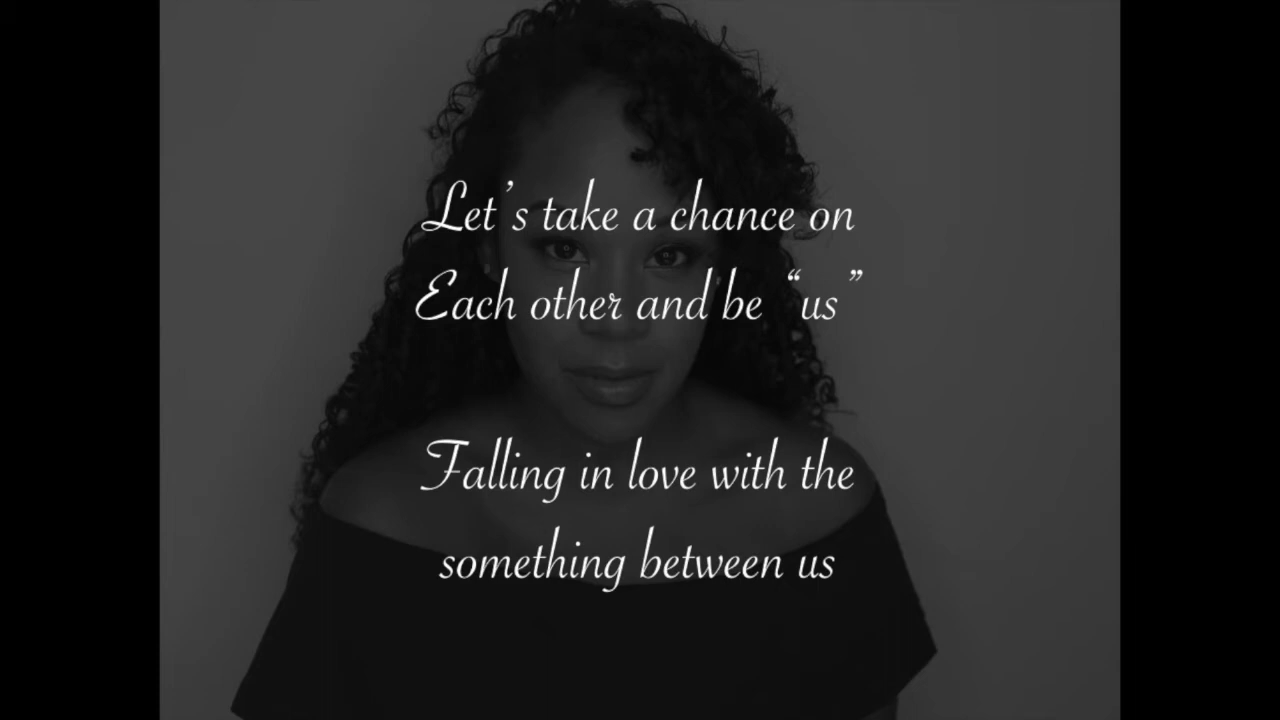 Let’s take a chance on
Each other and be “us”
Falling in love with the
something between us